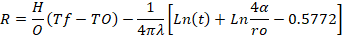 R = H/O (Tf − TO) − 1/4πλ [Ln(t) + Ln 4α/ro − 0.5772]